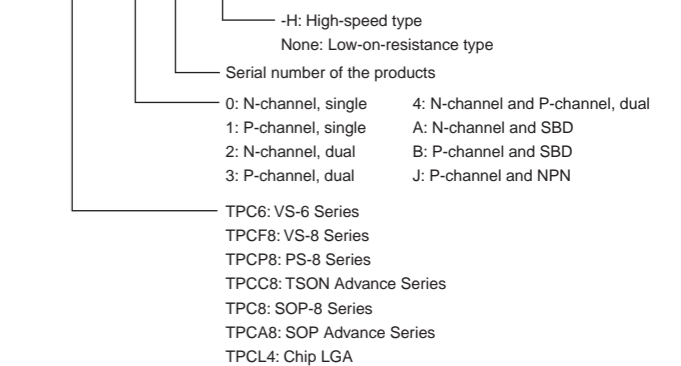 -H: High-speed type
None: Low-on-resistance type
Serial number of the products
0: N-channel, single 4: N-channel and P-channel, dual
1: P-channel, single A: N-channel and SBD
2: N-channel, dual B: P-channel and SBD
3: P-channel, dual J: P-channel and NPN
TPC6: VS-6 Series
TPCF8: VS-8 Series
TPCP8: PS-8 Series
TPCC8: TSON Advance Series
TPC8: SOP-8 Series
TPCA8: SOP Advance Series
TPCL4: Chip LGA